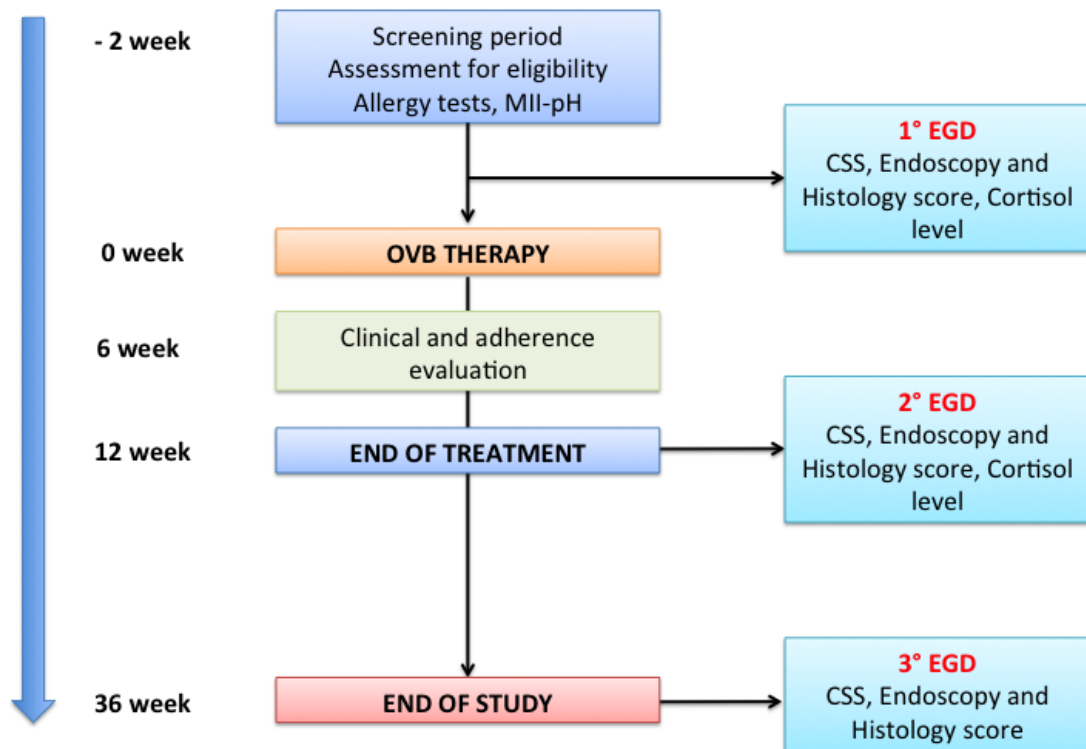 - 2 week
Screening period
Assessment for eligibility
Allergy tests, MII-pH
1° EGD
CSS, Endoscopy and
Histology score, Cortisol
level
0 week
OVB THERAPY
6 week
Clinical and adherence
evaluation
12 week
END OF TREATMENT
2° EGD
CSS, Endoscopy and
Histology score, Cortisol
level
36 week
END OF STUDY
3° EGD
CSS, Endoscopy and
Histology score